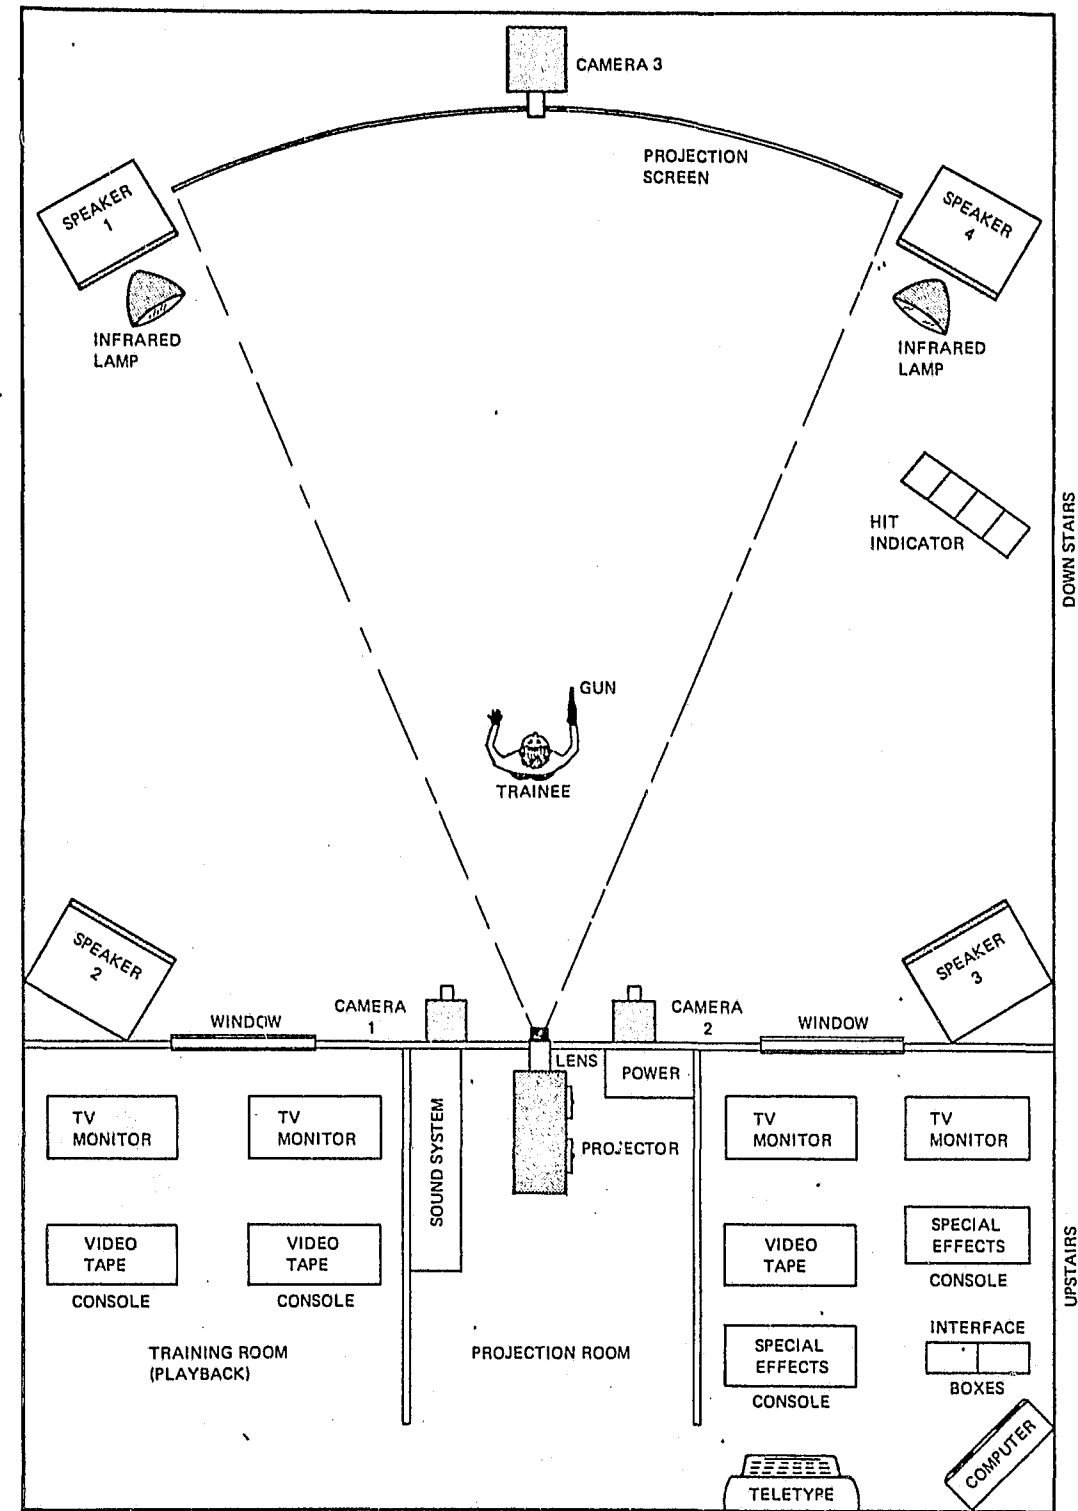 CAMERA 3
PROJECTION
SCREEN
SPEAKER
1
SPEAKER
4
INFRARED
LAMP
INFRARED
LAMP
HIT
INDICATOR
DOWN STAIRS
GUN
TRAINEE
SPEAKER
2
SPEAKER
3
CAMERA
1
CAMERA
2
WINDOW
WINDOW
LENS
POWER
TV
MONITOR
TV
MONITOR
SOUND SYSTEM
PROJECTOR
TV
MONITOR
TV
MONITOR
VIDEO
TAPE
CONSOLE
VIDEO
TAPE
CONSOLE
VIDEO
TAPE
SPECIAL
EFFECTS
CONSOLE
UPSTAIRS
TRAINING ROOM
(PLAYBACK)
PROJECTION ROOM
SPECIAL
EFFECTS
CONSOLE
INTERFACE
BOXES
COMPUTER
TELETYPE